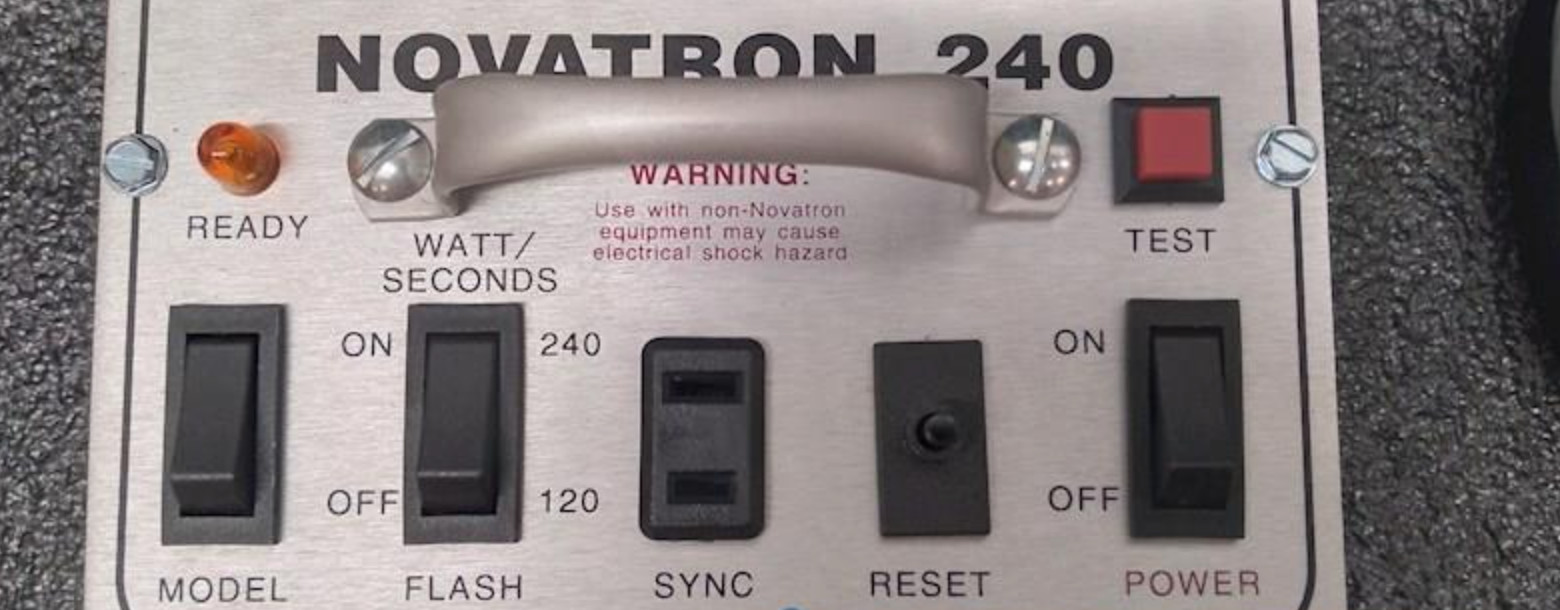 NOVATRON 240
WARNING:
Use with non-Novatron
equipment may cause
electrical shock hazard
READY
WATT/
SECONDS
TEST
ON
240
ON
OFF
120
OFF
MODEL
FLASH
SYNC
RESET
POWER